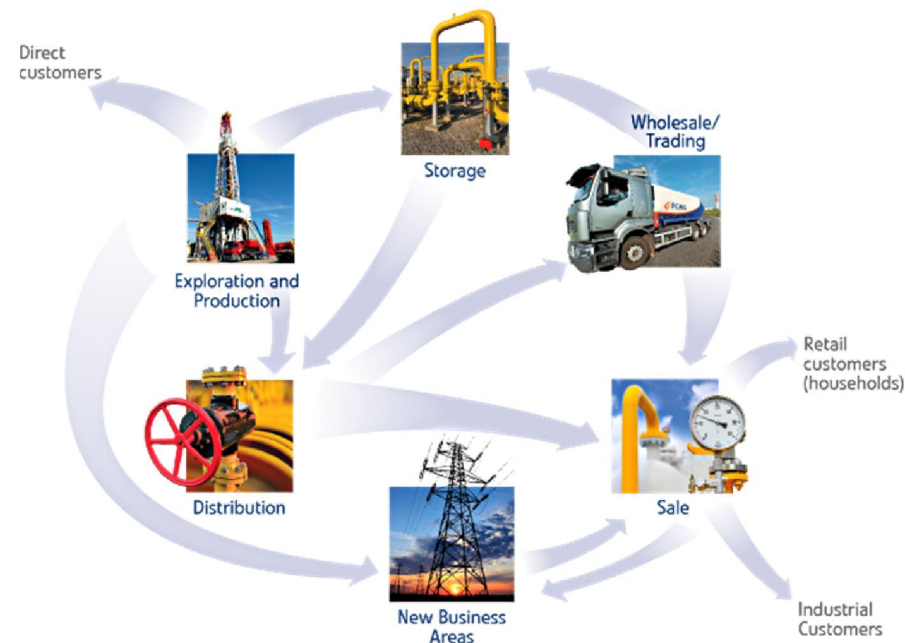 Direct
customers
Wholesale/
Trading
Storage
Exploration and
Production
Retail
customers
(households)
Distribution
Sale
New Business
Areas
Industrial
Customers